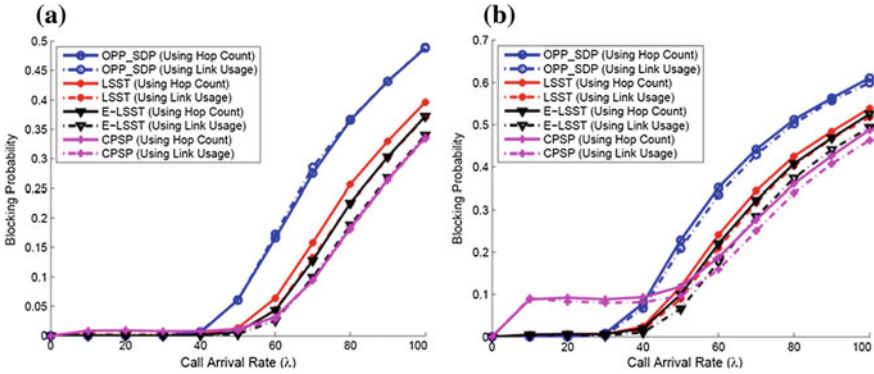 (a)
Blocking Probability
0.5
0.45
0.4
0.35
0.3
0.25
0.2
0.15
0.1
0.05
0
OPP_SDP (Using Hop Count)
OPP_SDP (Using Link Usage)
LSST (Using Hop Count)
LSST (Using Link Usage)
E-LSST (Using Hop Count)
E-LSST (Using Link Usage)
CPSP (Using Hop Count)
CPSP (Using Link Usage)
0 20 40 60 80 100
Call Arrival Rate (λ)
(b)
Blocking Probability
0.7
0.6
0.5
0.4
0.3
0.2
0.1
0
OPP_SDP (Using Hop Count)
OPP_SDP (Using Link Usage)
LSST (Using Hop Count)
LSST (Using Link Usage)
E-LSST (Using Hop Count)
E-LSST (Using Link Usage)
CPSP (Using Hop Count)
CPSP (Using Link Usage)
0 20 40 60 80 100
Call Arrival Rate (λ)